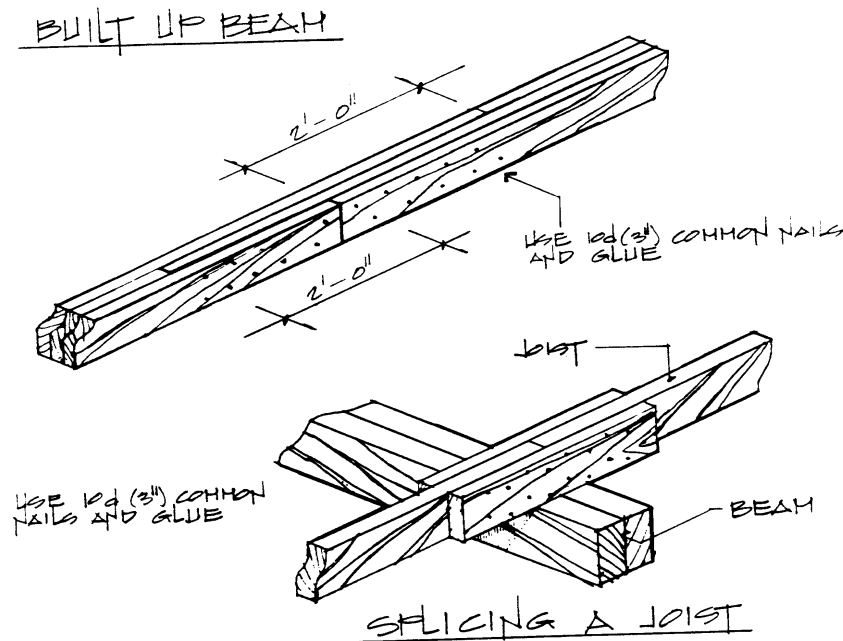 BUILT UP BEAM
2'-0"
USE 10d (3") COMMON NAILS
AND GLUE
2'-0"
JOIST
USE 10d (3") COMMON
NAILS AND GLUE
BEAM
SPLICING A JOIST